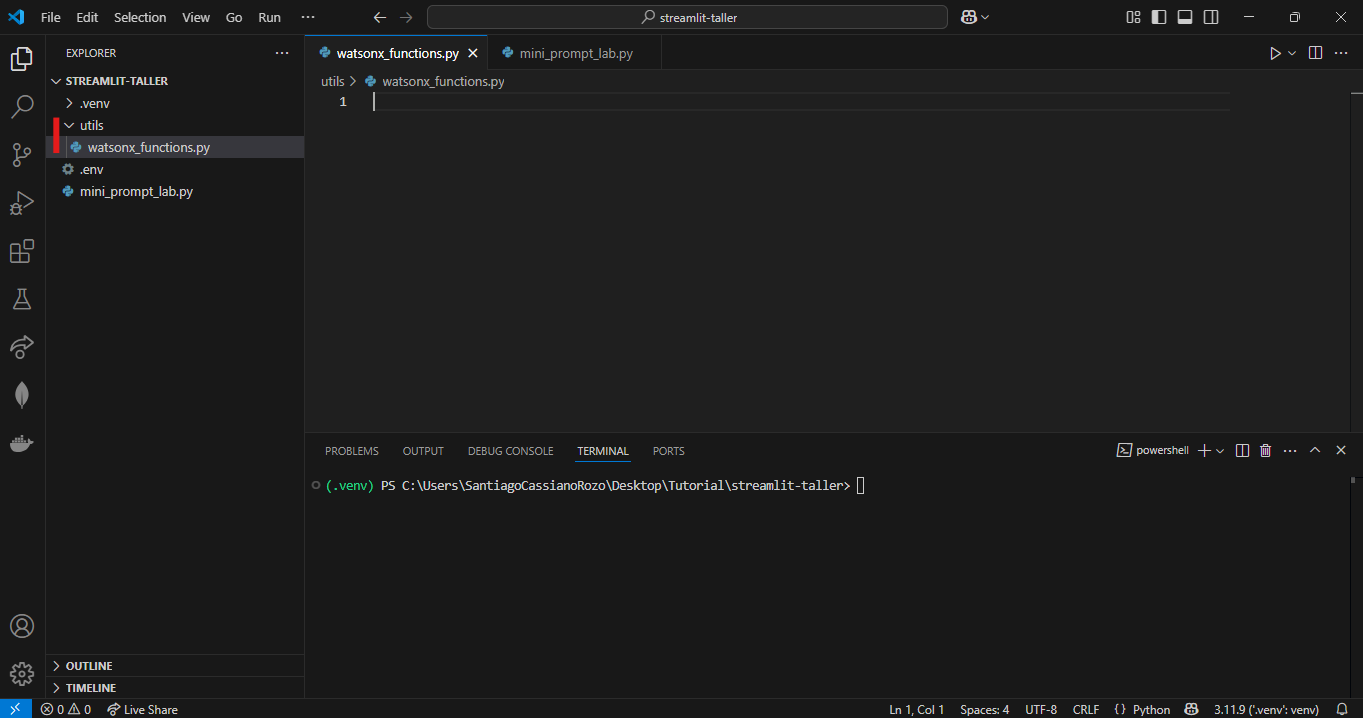 File Edit Selection View Go Run ···
streamlit-taller
EXPLORER ···
STREAMLIT-TALLER
.venv
utils
watsonx_functions.py
.env
mini_prompt_lab.py
OUTLINE
TIMELINE
watsonx_functions.py mini_prompt_lab.py
utils > watsonx_functions.py
1
PROBLEMS OUTPUT DEBUG CONSOLE TERMINAL PORTS
powershell
(.venv) PS C:\Users\SantiagoCassianoRozo\Desktop\Tutorial\streamlit-taller>
0 0 Live Share
Ln 1, Col 1 Spaces: 4 UTF-8 CRLF {} Python 3.11.9 ('.venv': venv)